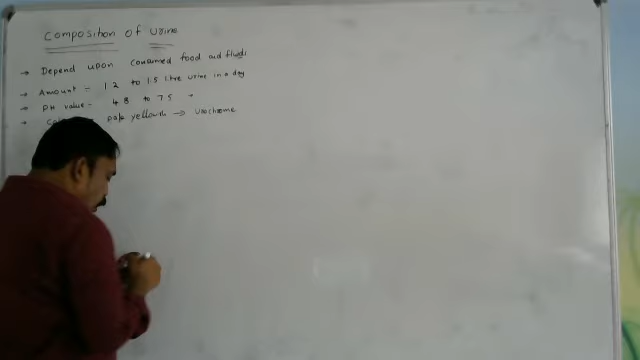 Composition of Urine
→ Depend upon consumed food and fluids
→ Amount = 1.2 to 1.5 litre urine in a day
→ PH value - 4.8 to 7.5
→ pale yellowish → Urochrome